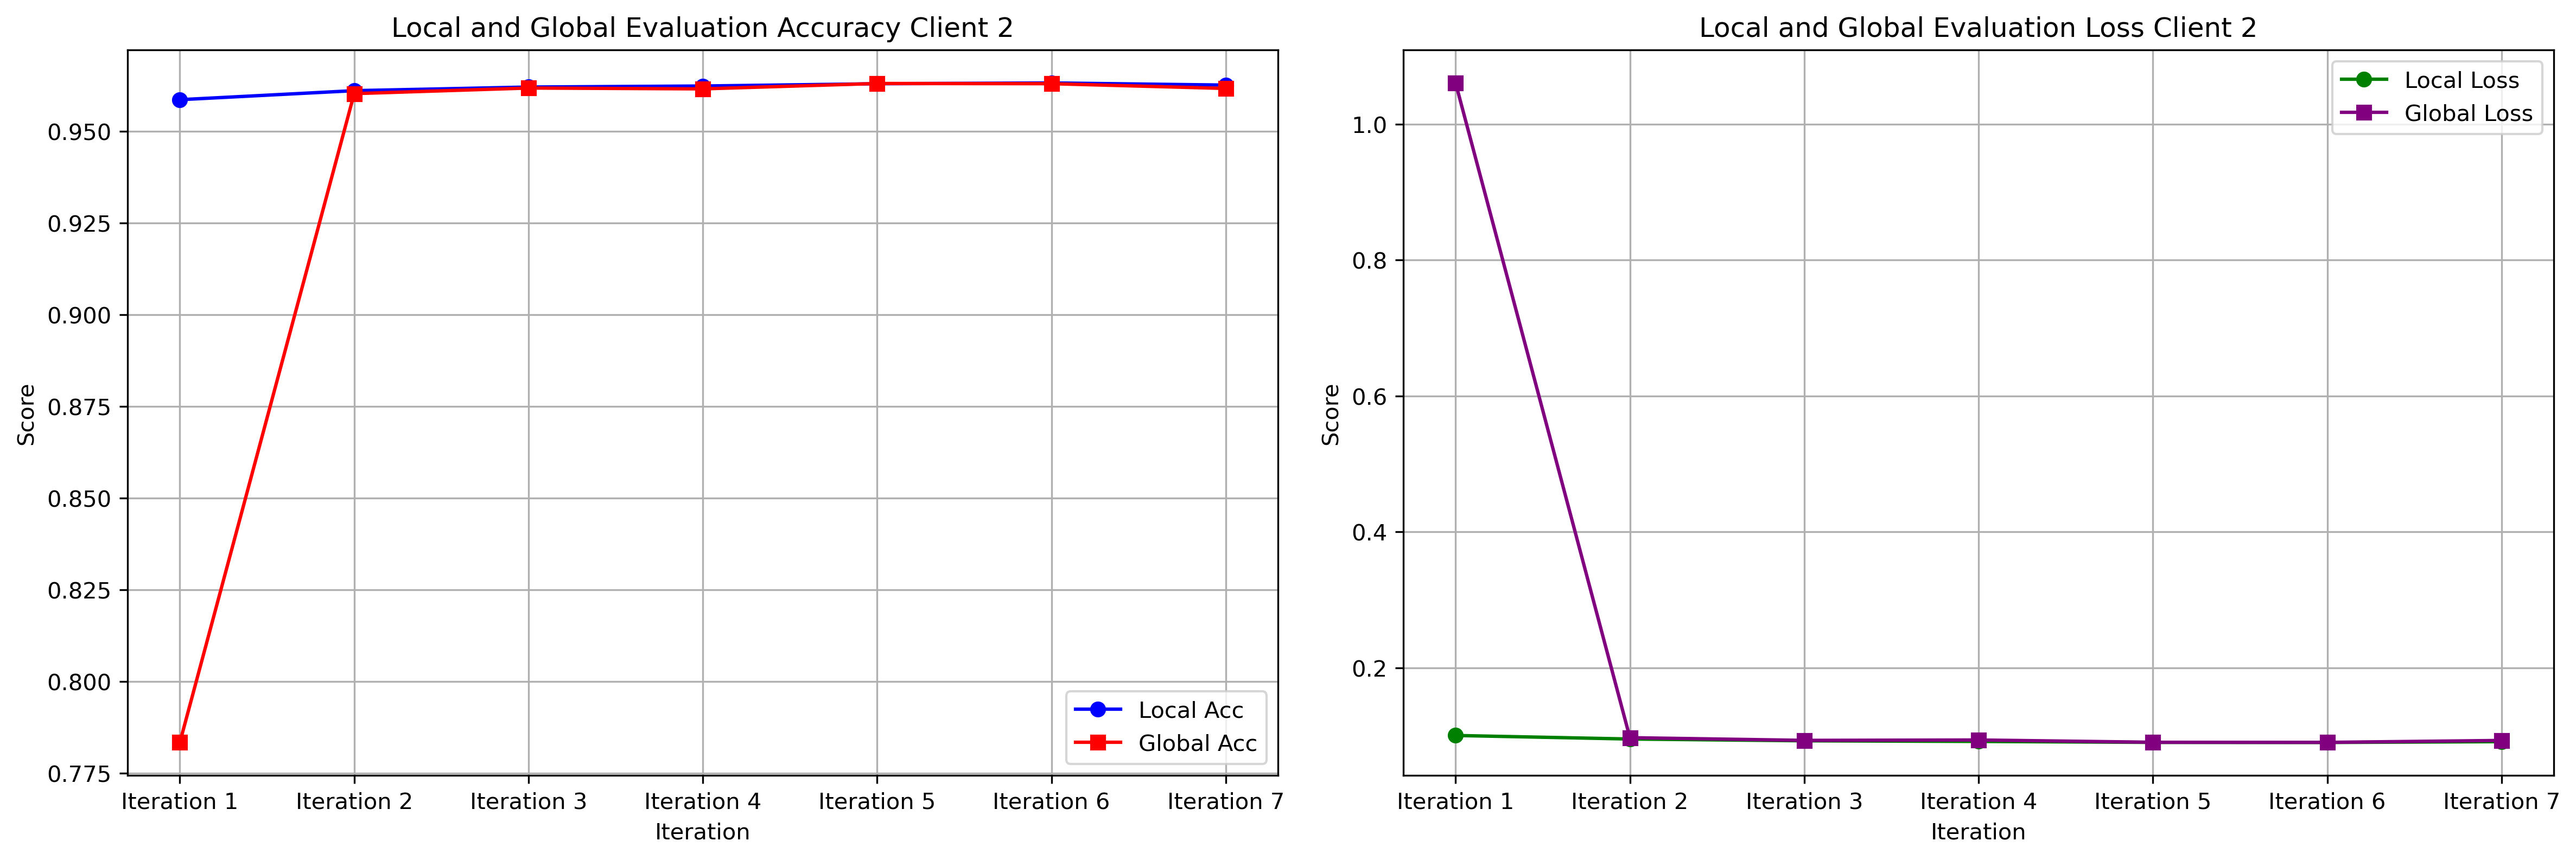 Local and Global Evaluation Accuracy Client 2
Score
0.950
0.925
0.900
0.875
0.850
0.825
0.800
0.775
Local Acc
Global Acc
Iteration 1 Iteration 2 Iteration 3 Iteration 4 Iteration 5 Iteration 6 Iteration 7
Iteration
Local and Global Evaluation Loss Client 2
Score
1.0
0.8
0.6
0.4
0.2
Local Loss
Global Loss
Iteration 1 Iteration 2 Iteration 3 Iteration 4 Iteration 5 Iteration 6 Iteration 7
Iteration